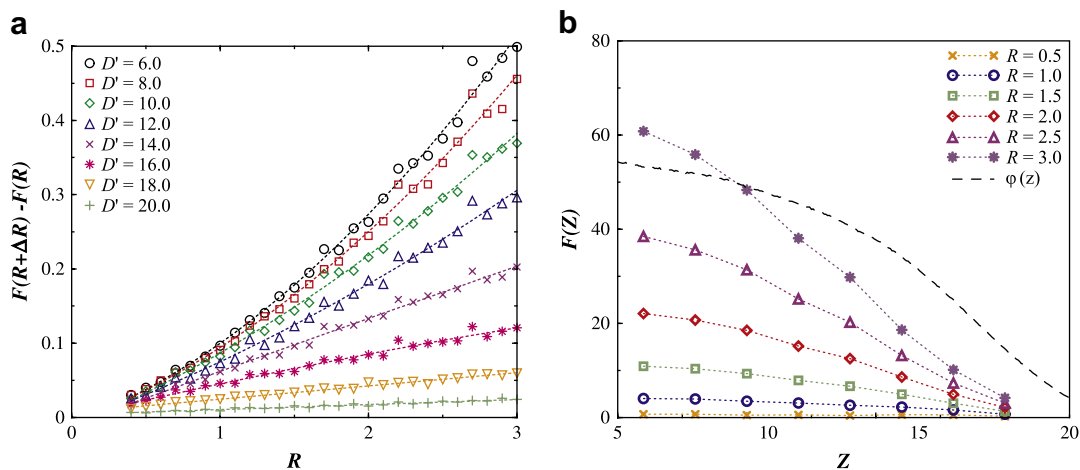 a
0.5
0.4
0.3
0.2
0.1
0
0
1
2
3
F(R+ΔR) -F(R)
R
D' = 6.0
D' = 8.0
D' = 10.0
D' = 12.0
D' = 14.0
D' = 16.0
D' = 18.0
D' = 20.0
b
80
60
40
20
0
5
10
15
20
F(Z)
Z
R = 0.5
R = 1.0
R = 1.5
R = 2.0
R = 2.5
R = 3.0
φ(z)